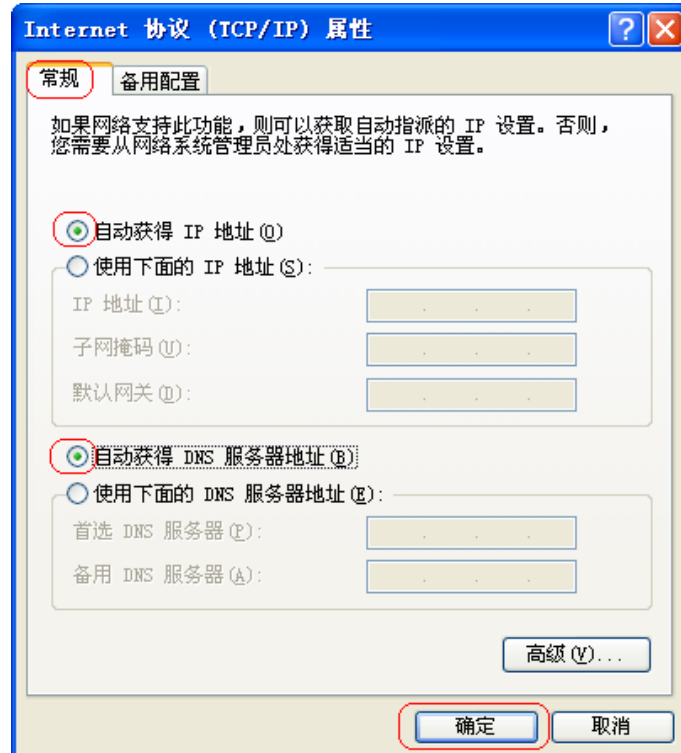 Internet 协议 (TCP/IP) 属性
常规 备用配置
如果网络支持此功能，则可以获取自动指派的 IP 设置。否则，
您需要从网络系统管理员处获得适当的 IP 设置。
自动获得 IP 地址(O)
使用下面的 IP 地址(S):
IP 地址(I):
子网掩码(U):
默认网关(D):
自动获得 DNS 服务器地址(B)
使用下面的 DNS 服务器地址(E):
首选 DNS 服务器(P):
备用 DNS 服务器(A):
高级(V)...
确定 取消